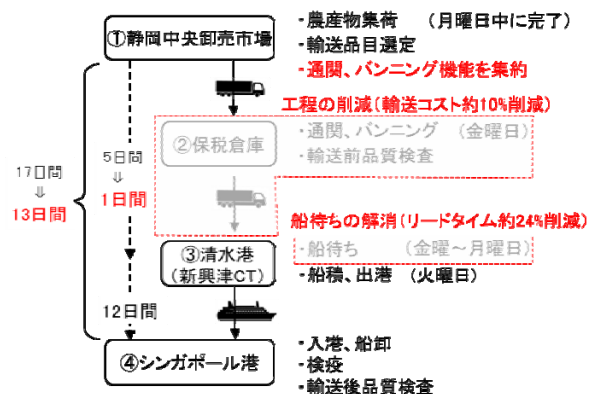 ①静岡中央卸売市場
・農産物集荷　（月曜日中に完了）
・輸送品目選定
・通関、バンニング機能を集約
工程の削減（輸送コスト約10%削減）
②保税倉庫
・通関、バンニング　（金曜日）
・輸送前品質検査
17日間
⇓
13日間
5日間
⇓
1日間
船待ちの解消（リードタイム約24%削減）
・船待ち　　（金曜～月曜日）
③清水港
（新興津CT）
・船積、出港　（火曜日）
12日間
④シンガポール港
・入港、船卸
・検疫
・輸送後品質検査